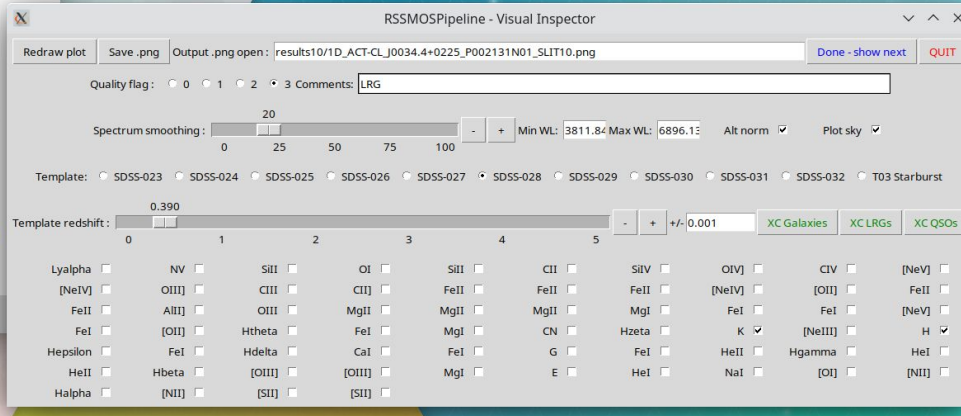 RSSMOSPipeline - Visual Inspector
Redraw plot Save .png Output .png open : results10/1D_ACT-CL_J0034.4+0225_P002131N01_SLIT10.png Done - show next QUIT
Quality flag : 0 1 2 3 Comments: LRG
20
Spectrum smoothing : - + Min WL: 3811.84 Max WL: 6896.13 Alt norm Plot sky
0 25 50 75 100
Template: SDSS-023 SDSS-024 SDSS-025 SDSS-026 SDSS-027 SDSS-028 SDSS-029 SDSS-030 SDSS-031 SDSS-032 T03 Starburst
0.390
Template redshift : - + +/- 0.001 XC Galaxies XC LRGs XC QSOs
0 1 2 3 4 5
Lyalpha NV SiII OI SiII CII SiIV OIV] CIV [NeV]
[NeIV] OIII] CIII CII] FeII FeII FeII [NeIV] [OII] FeII
FeII AlII] OIII MgII MgII MgII MgI FeI FeI [NeV]
FeI [OII] Htheta FeI MgI CN Hzeta K [NeIII] H
Hepsilon FeI Hdelta CaI FeI G FeI HeII Hgamma HeI
HeII Hbeta [OIII] [OIII] MgI E HeI NaI [OI] [NII]
Halpha [NII] [SII] [SII]